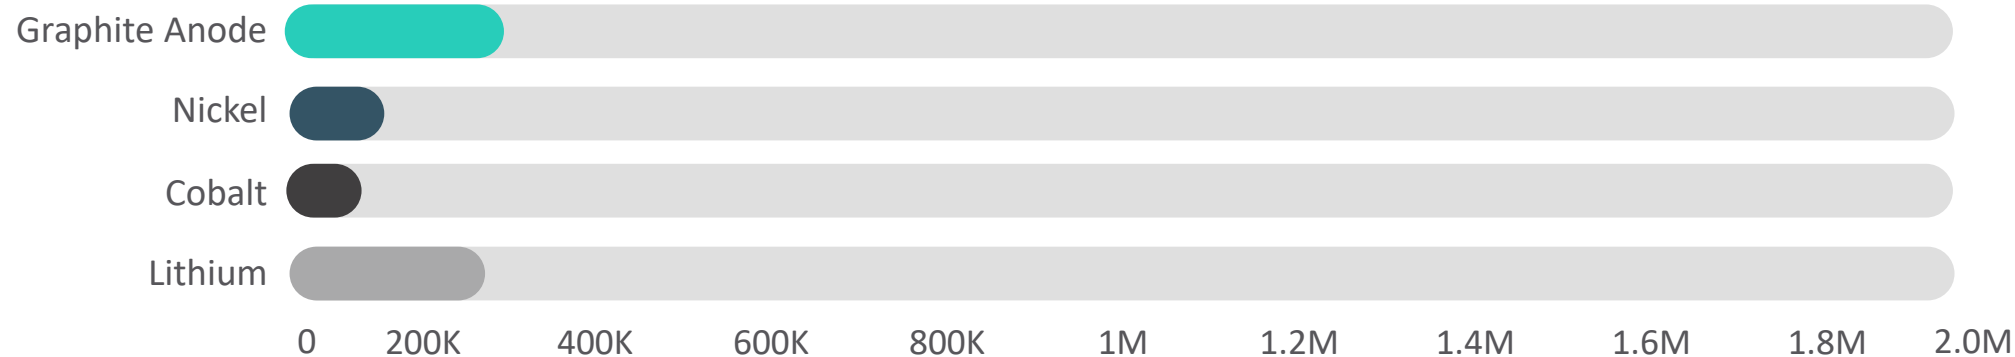 Graphite Anode
Nickel
Cobalt
Lithium
0 200K 400K 600K 800K 1M 1.2M 1.4M 1.6M 1.8M 2.0M